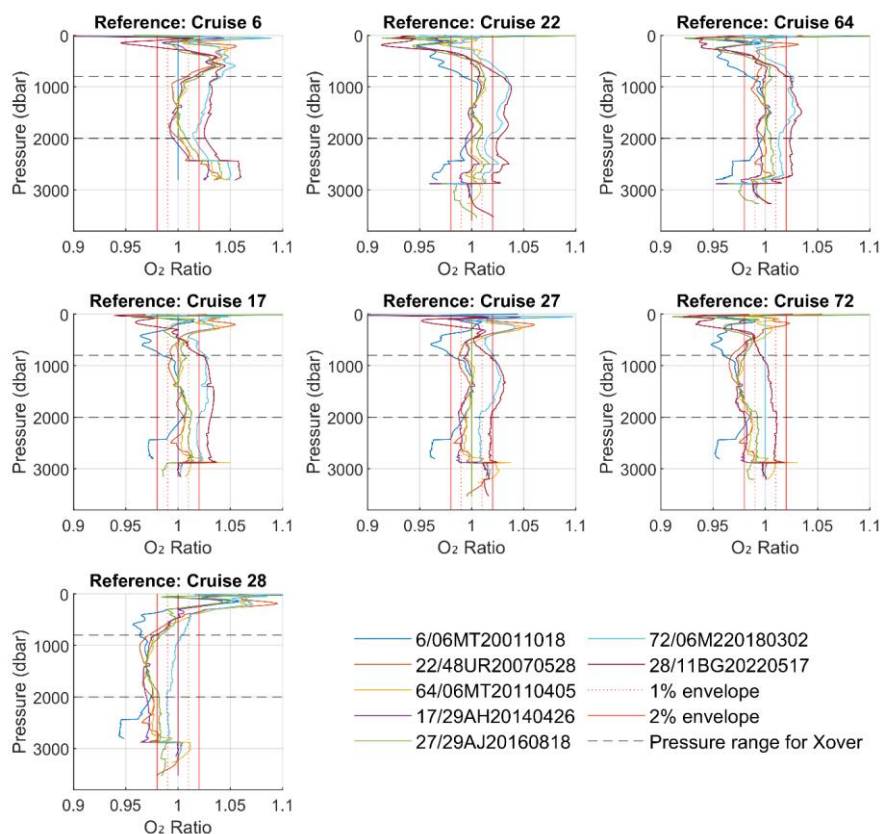 Reference: Cruise 6
Reference: Cruise 22
Reference: Cruise 64
Pressure (dbar)
0
1000
2000
3000
0.9 0.95 1 1.05 1.1
O₂ Ratio
Pressure (dbar)
0
1000
2000
3000
0.9 0.95 1 1.05 1.1
O₂ Ratio
Pressure (dbar)
0
1000
2000
3000
0.9 0.95 1 1.05 1.1
O₂ Ratio
Reference: Cruise 17
Reference: Cruise 27
Reference: Cruise 72
Pressure (dbar)
0
1000
2000
3000
0.9 0.95 1 1.05 1.1
O₂ Ratio
Pressure (dbar)
0
1000
2000
3000
0.9 0.95 1 1.05 1.1
O₂ Ratio
Pressure (dbar)
0
1000
2000
3000
0.9 0.95 1 1.05 1.1
O₂ Ratio
Reference: Cruise 28
Pressure (dbar)
0
1000
2000
3000
0.9 0.95 1 1.05 1.1
O₂ Ratio
6/06MT20011018
22/48UR20070528
64/06MT20110405
17/29AH20140426
27/29AJ20160818
72/06M220180302
28/11BG20220517
1% envelope
2% envelope
Pressure range for Xover